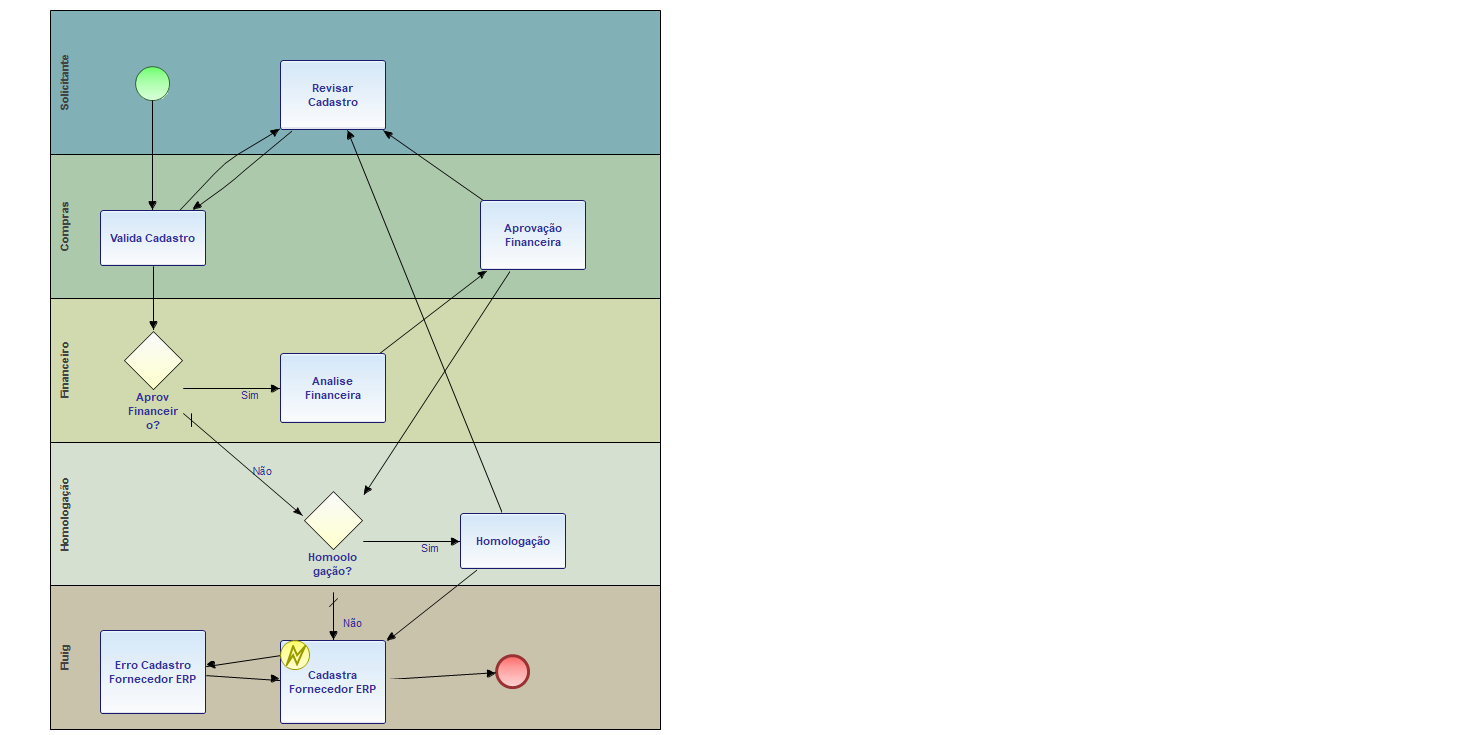 Solicitante
Revisar
Cadastro
Compras
Valida Cadastro
Aprovação
Financeira
Financeiro
Aprov
Financeir
o?
Sim
Analise
Financeira
Não
Homologação
Homoolo
gação?
Sim
Homologação
Não
Fluig
Erro Cadastro
Fornecedor ERP
Cadastra
Fornecedor ERP